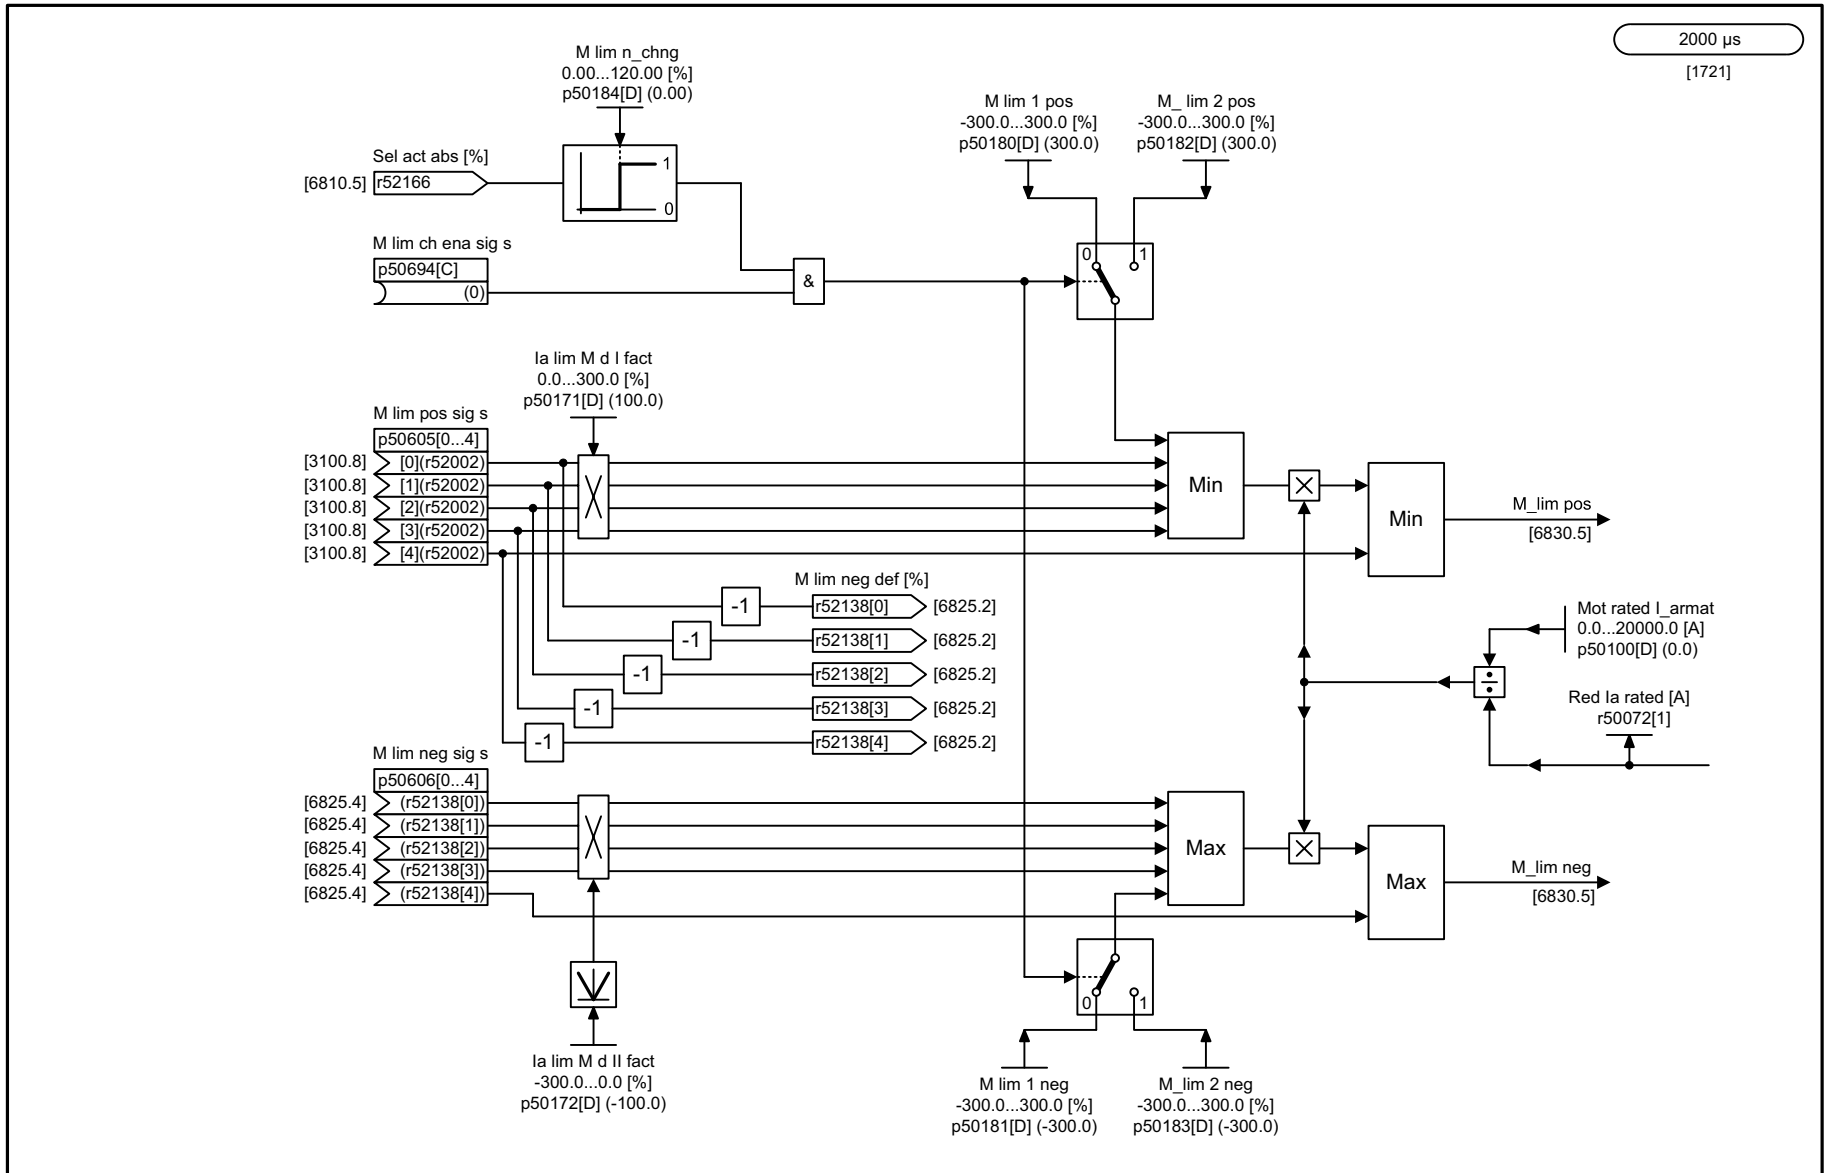 2000 µs
[1721]
M lim n_chng
0.00...120.00 [%]
p50184[D] (0.00)
M lim 1 pos
-300.0...300.0 [%]
p50180[D] (300.0)
M_ lim 2 pos
-300.0...300.0 [%]
p50182[D] (300.0)
Sel act abs [%]
[6810.5]
r52166
1
0
M lim ch ena sig s
p50694[C]
(0)
&
0
1
Ia lim M d I fact
0.0...300.0 [%]
p50171[D] (100.0)
M lim pos sig s
p50605[0...4]
[3100.8] [0](r52002)
[3100.8] [1](r52002)
[3100.8] [2](r52002)
[3100.8] [3](r52002)
[3100.8] [4](r52002)
Min
Min
M_lim pos
[6830.5]
M lim neg def [%]
-1 r52138[0] [6825.2]
-1 r52138[1] [6825.2]
-1 r52138[2] [6825.2]
-1 r52138[3] [6825.2]
-1 r52138[4] [6825.2]
Mot rated I_armat
0.0...20000.0 [A]
p50100[D] (0.0)
÷
Red Ia rated [A]
r50072[1]
M lim neg sig s
p50606[0...4]
[6825.4] (r52138[0])
[6825.4] (r52138[1])
[6825.4] (r52138[2])
[6825.4] (r52138[3])
[6825.4] (r52138[4])
Max
Max
M_lim neg
[6830.5]
0
1
Ia lim M d II fact
-300.0...0.0 [%]
p50172[D] (-100.0)
M lim 1 neg
-300.0...300.0 [%]
p50181[D] (-300.0)
M_lim 2 neg
-300.0...300.0 [%]
p50183[D] (-300.0)